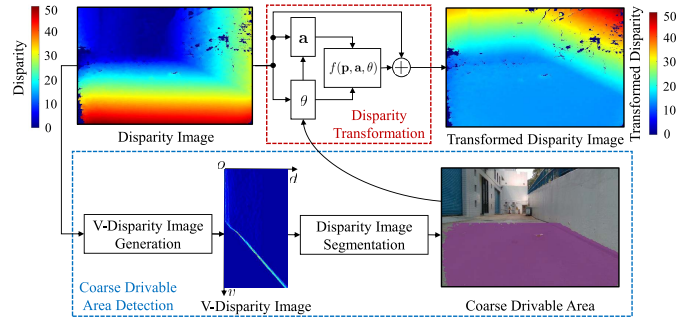 50
40
30
20
10
0
Disparity
Disparity Image
a
f(p, a, θ)
θ
Disparity
Transformation
Transformed Disparity Image
50
40
30
20
10
0
Transformed Disparity
O
d
v
V-Disparity Image
Generation
V-Disparity Image
Disparity Image
Segmentation
Coarse Drivable Area
Coarse Drivable
Area Detection